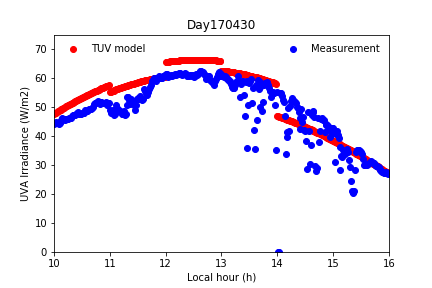 Day170430
TUV model
Measurement
UVA Irradiance (W/m2)
70
60
50
40
30
20
10
0
10 11 12 13 14 15 16
Local hour (h)